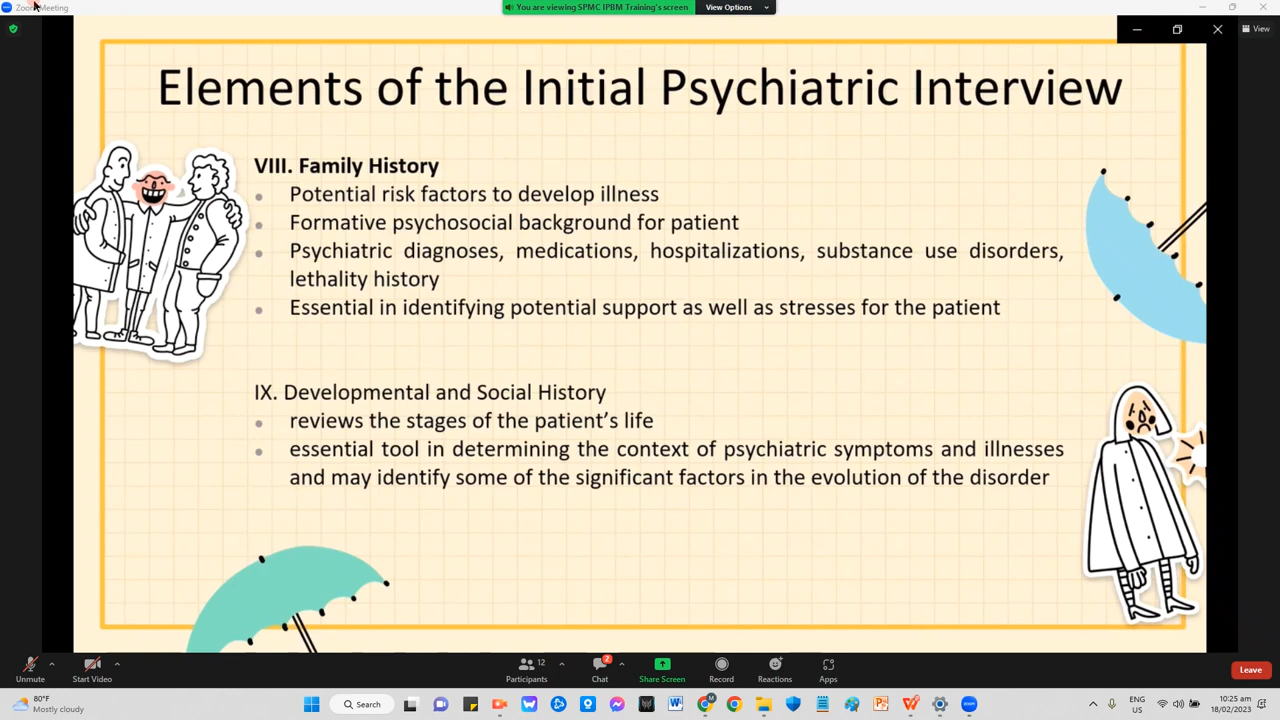 Zoom Meeting
You are viewing SPMC IPBM Training's screen
View Options
View
Elements of the Initial Psychiatric Interview
VIII. Family History
Potential risk factors to develop illness
Formative psychosocial background for patient
Psychiatric diagnoses, medications, hospitalizations, substance use disorders,
lethality history
Essential in identifying potential support as well as stresses for the patient
IX. Developmental and Social History
reviews the stages of the patient's life
essential tool in determining the context of psychiatric symptoms and illnesses
and may identify some of the significant factors in the evolution of the disorder
Unmute
Start Video
12
Participants
2
Chat
Share Screen
Record
Reactions
Apps
Leave
80°F
Mostly cloudy
Search
ENG
US
10:25 am
18/02/2023